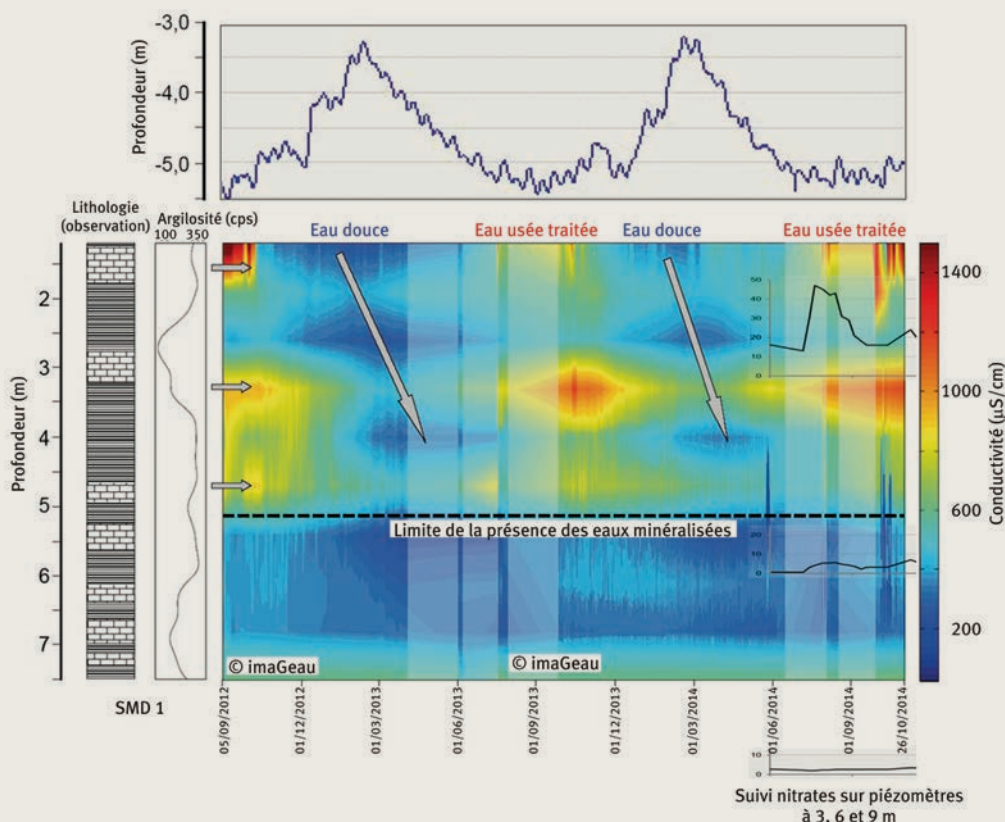 -3,0
-4,0
-5,0
Profondeur (m)
Lithologie
(observation)
Argilosité (cps)
100 350
Eau douce
Eau usée traitée
Eau douce
Eau usée traitée
2
3
4
5
6
7
Profondeur (m)
50
40
30
20
10
0
Limite de la présence des eaux minéralisées
20
10
0
1400
1000
600
200
Conductivité (µS/cm)
© imaGeau
© imaGeau
SMD 1
05/09/2012
01/12/2012
01/03/2013
01/06/2013
01/09/2013
01/12/2013
01/03/2014
01/06/2014
01/09/2014
26/10/2014
10
0
Suivi nitrates sur piézomètres
à 3, 6 et 9 m